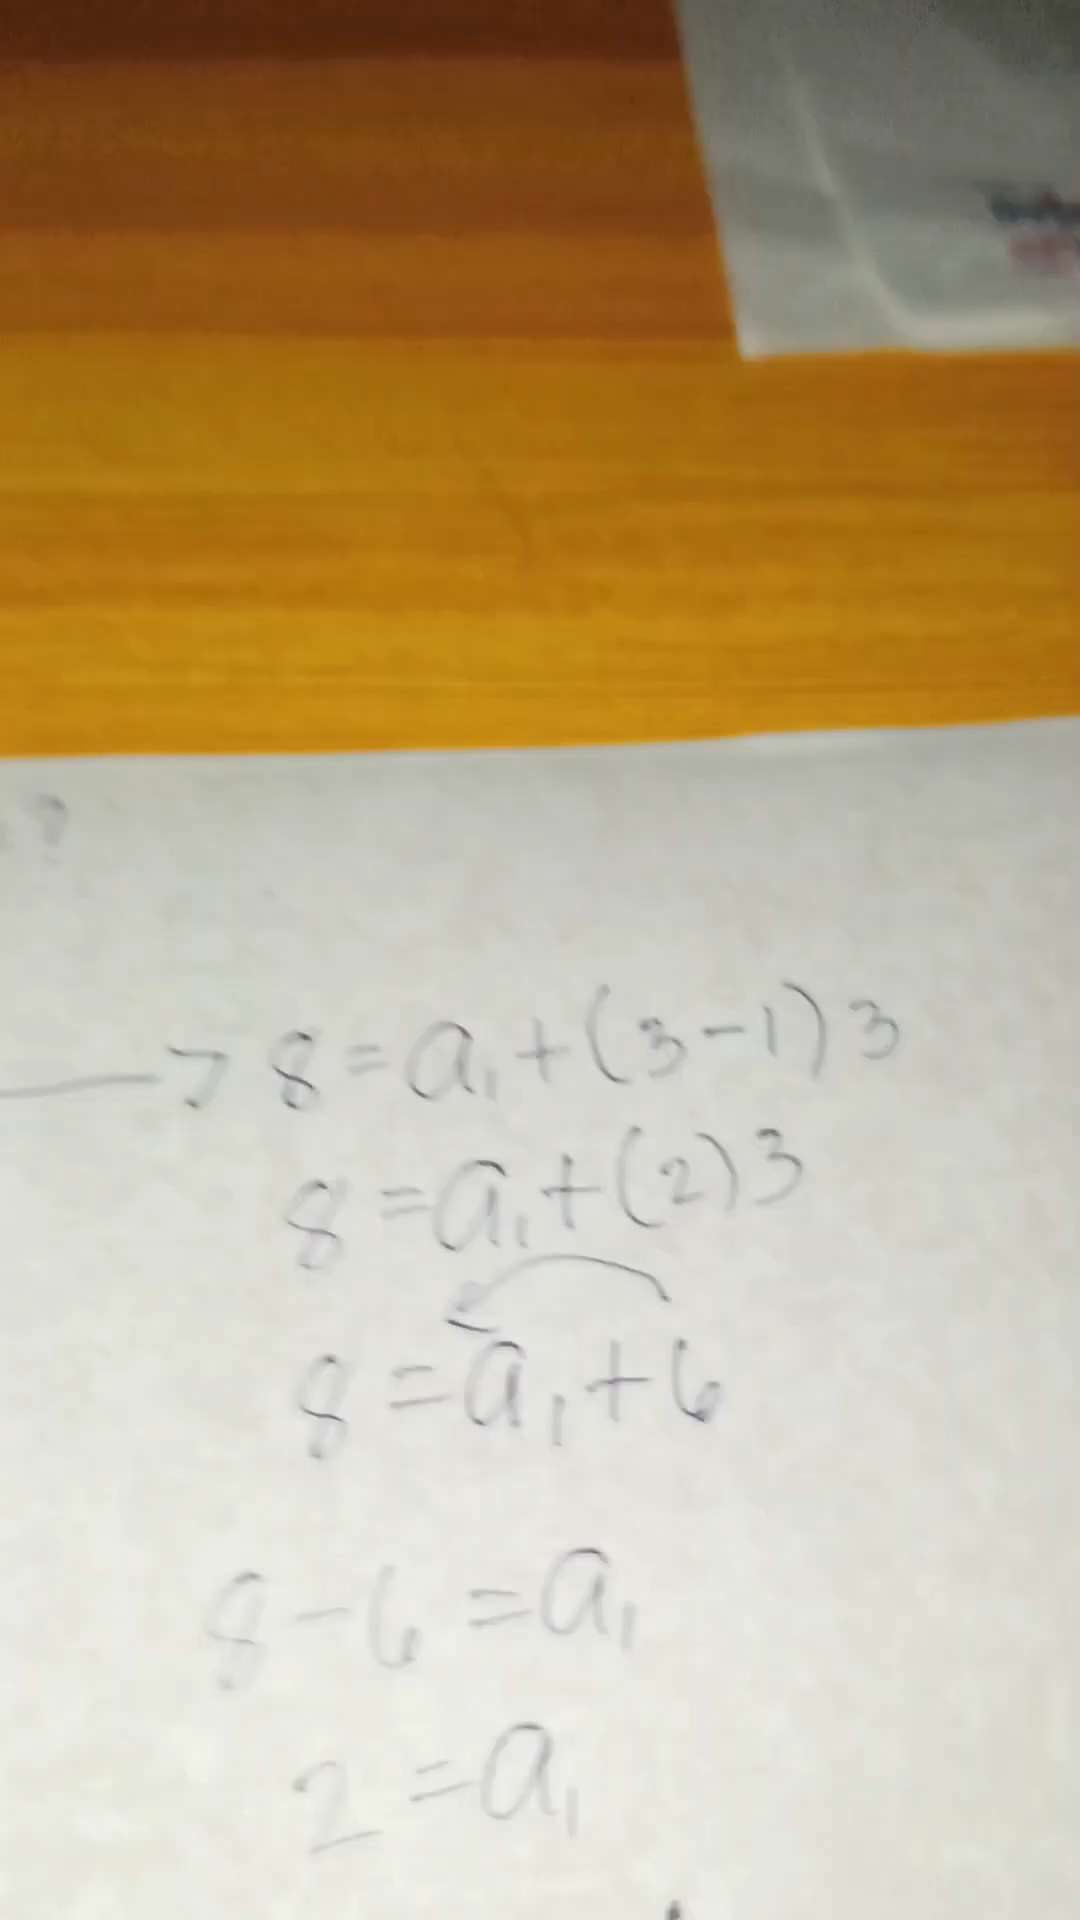 → 8 = a₁ + (3-1)3
8 = a₁ + (2)3
8 = a₁ + 6
8 - 6 = a₁
2 = a₁